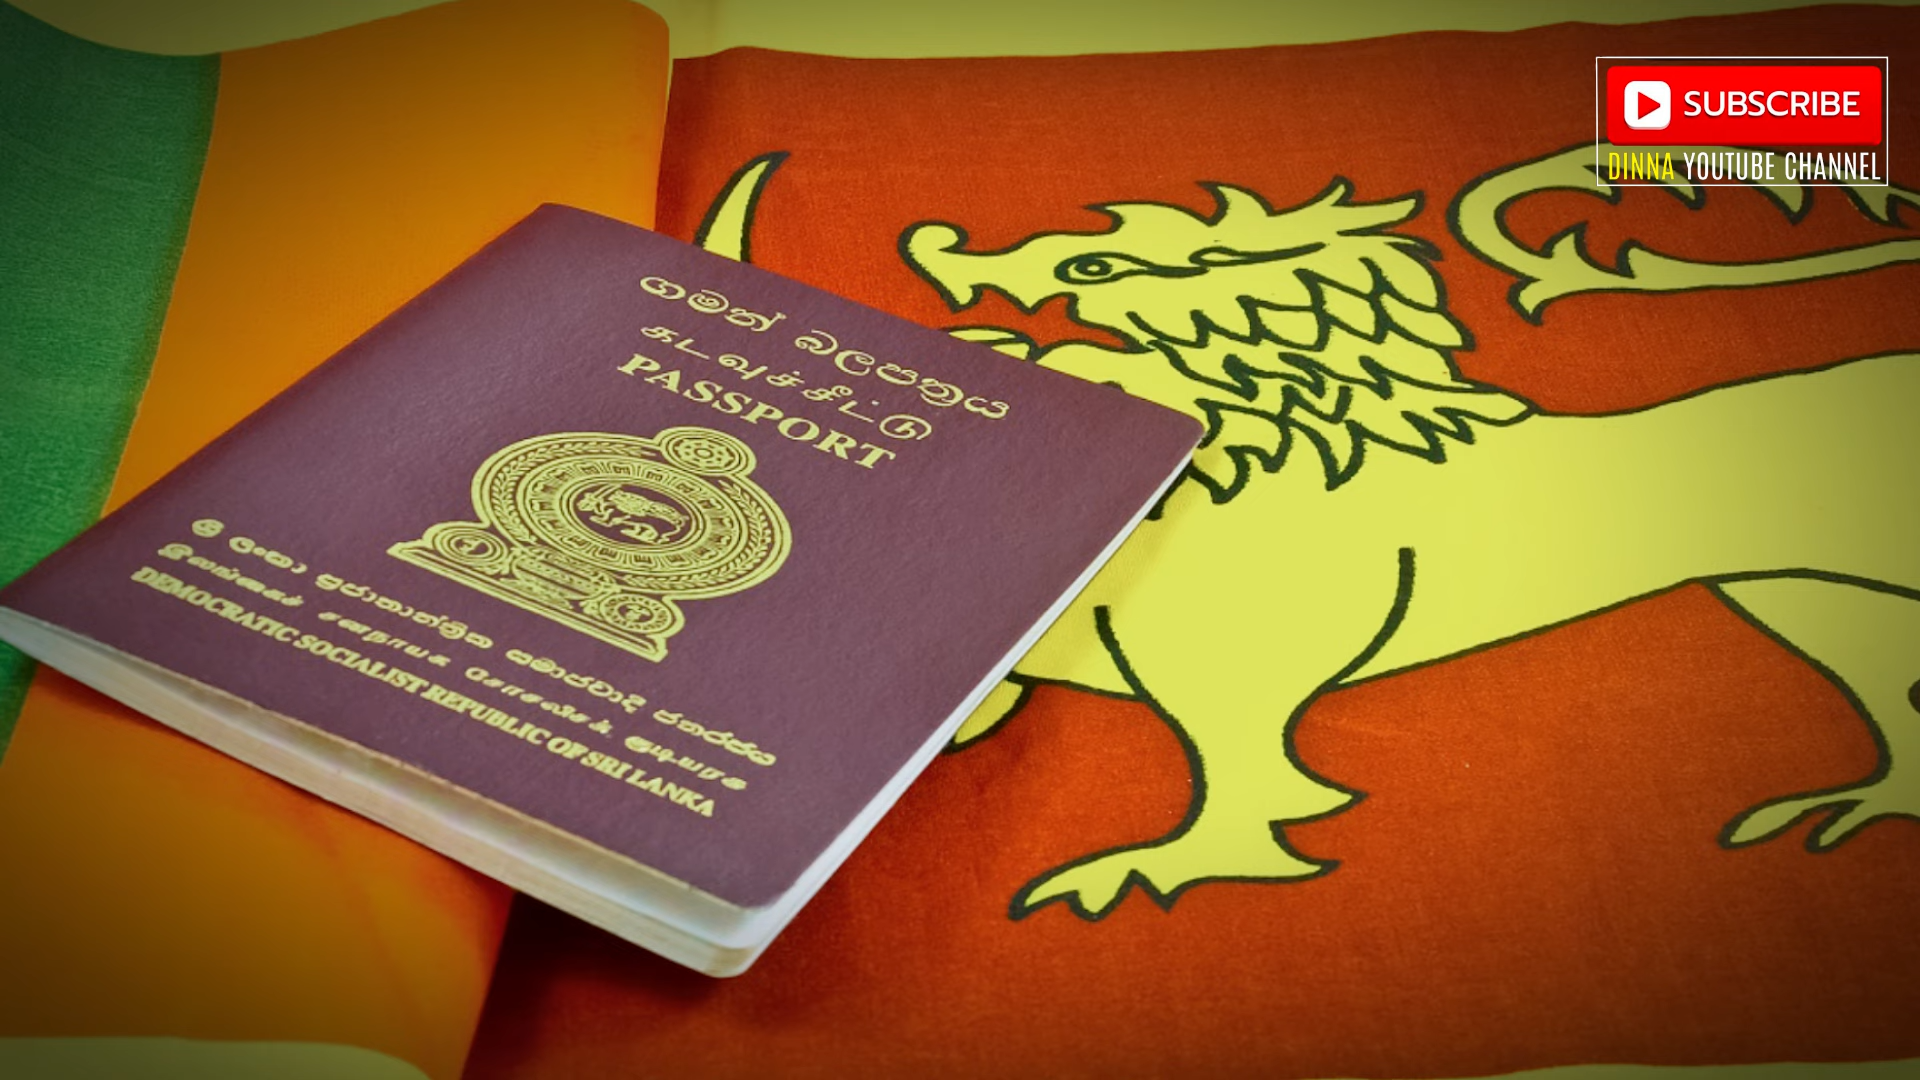 SUBSCRIBE
DINNA YOUTUBE CHANNEL
ගමන් බලපත්‍රය
கடவுச்சீட்டு
PASSPORT
ශ්‍රී ලංකා ප්‍රජාතාන්ත්‍රික සමාජවාදී ජනරජය
இலங்கைச் சனநாயக சோசலிசக் குடியரசு
DEMOCRATIC SOCIALIST REPUBLIC OF SRI LANKA